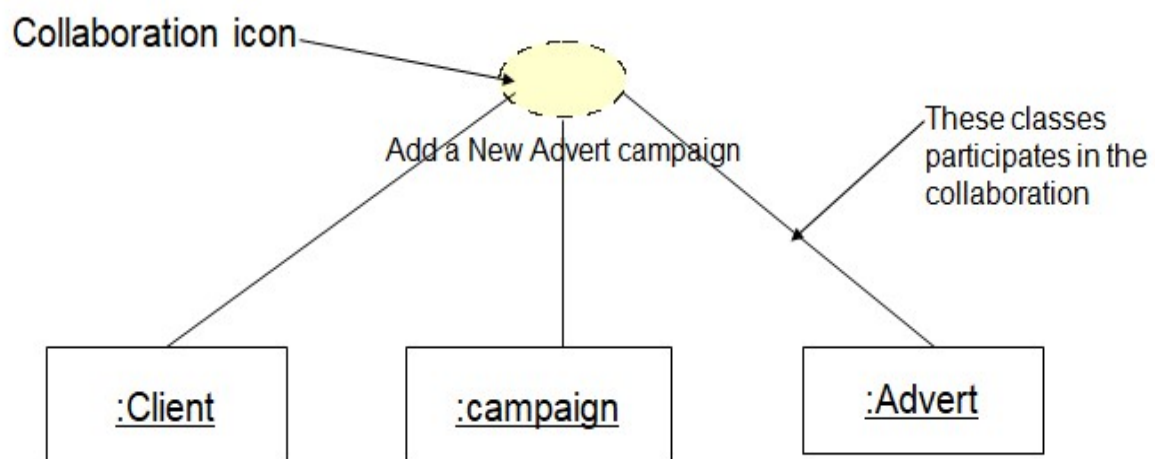 Collaboration icon
Add a New Advert campaign
These classes
participates in the
collaboration
:Client
:campaign
:Advert